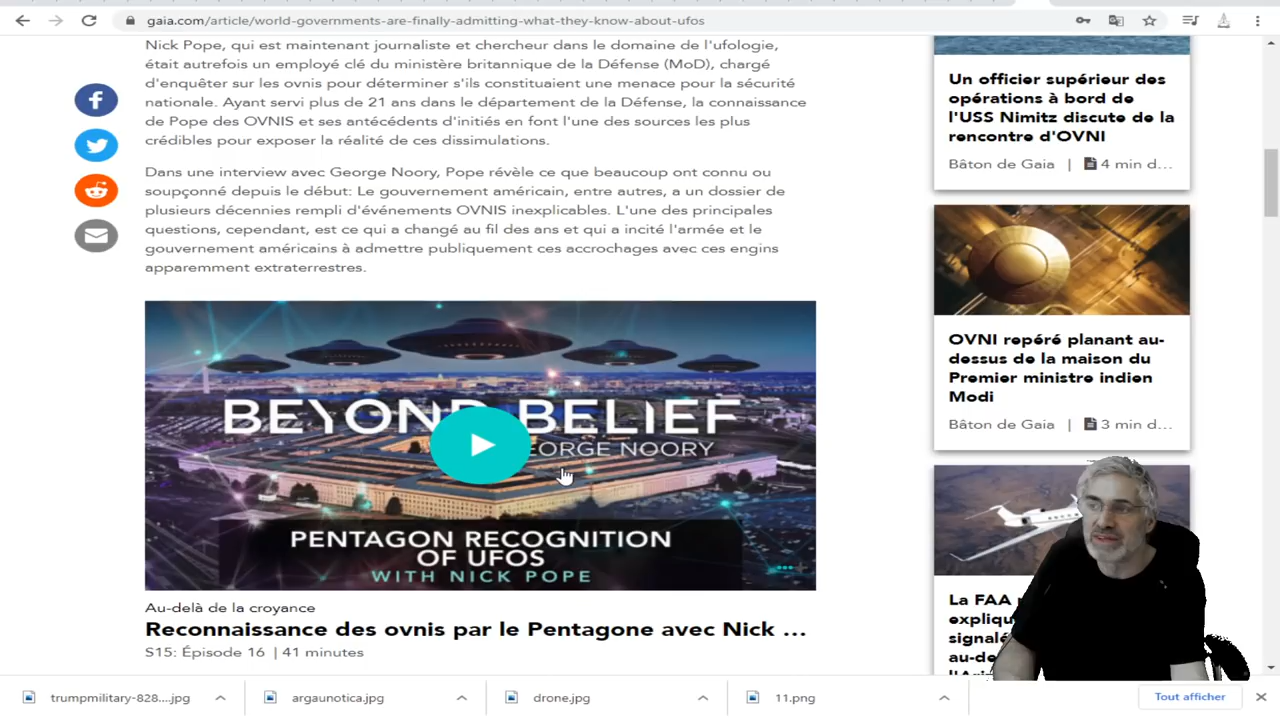 gaia.com/article/world-governments-are-finally-admitting-what-they-know-about-ufos
Nick Pope, qui est maintenant journaliste et chercheur dans le domaine de l'ufologie,
était autrefois un employé clé du ministère britannique de la Défense (MoD), chargé
d'enquêter sur les ovnis pour déterminer s'ils constituaient une menace pour la sécurité
nationale. Ayant servi plus de 21 ans dans le département de la Défense, la connaissance
de Pope des OVNIS et ses antécédents d'initiés en font l'une des sources les plus
crédibles pour exposer la réalité de ces dissimulations.
Dans une interview avec George Noory, Pope révèle ce que beaucoup ont connu ou
soupçonné depuis le début: Le gouvernement américain, entre autres, a un dossier de
plusieurs décennies rempli d'événements OVNIS inexplicables. L'une des principales
questions, cependant, est ce qui a changé au fil des ans et qui a incité l'armée et le
gouvernement américains à admettre publiquement ces accrochages avec ces engins
apparemment extraterrestres.
BEYOND BELIEF
EORGE NOORY
PENTAGON RECOGNITION
OF UFOS
WITH NICK POPE
Au-delà de la croyance
Reconnaissance des ovnis par le Pentagone avec Nick ...
S15: Épisode 16 | 41 minutes
Un officier supérieur des
opérations à bord de
l'USS Nimitz discute de la
rencontre d'OVNI
Bâton de Gaia | 4 min d...
OVNI repéré planant au-
dessus de la maison du
Premier ministre indien
Modi
Bâton de Gaia | 3 min d...
La FAA
expliqu
signalé
au-de
trumpmilitary-828....jpg
argaunotica.jpg
drone.jpg
11.png
Tout afficher